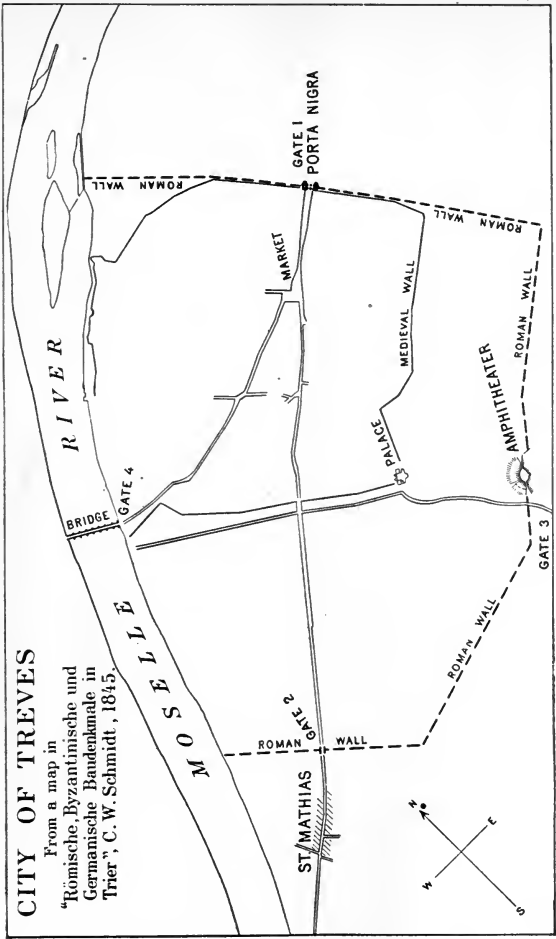 CITY OF TREVES
From a map in
"Römische, Byzantinische und
Germanische Baudenkmale in
Trier", C. W. Schmidt, 1845.
MOSELLE
RIVER
BRIDGE
GATE 4
ROMAN WALL
GATE 1
PORTA NIGRA
MARKET
ROMAN WALL
MEDIEVAL WALL
ROMAN WALL
PALACE
AMPHITHEATER
GATE 3
ROMAN WALL
GATE 2
ROMAN WALL
ST. MATHIAS
N
W
E
S